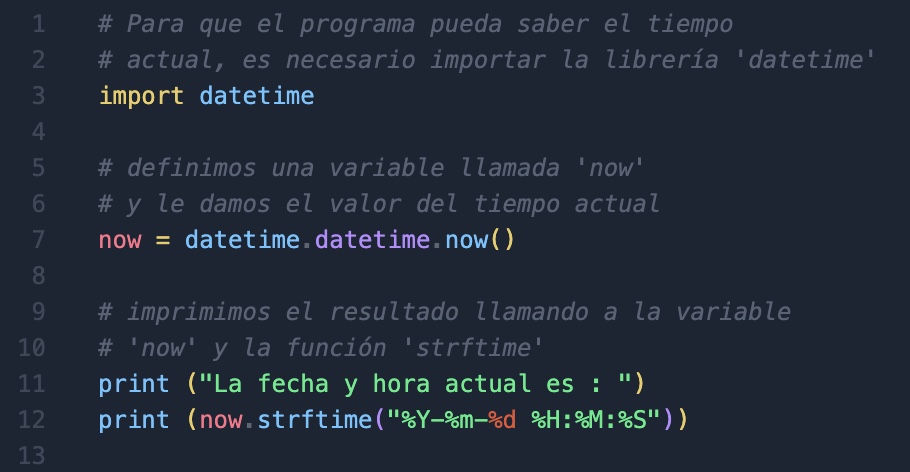 1 # Para que el programa pueda saber el tiempo
2 # actual, es necesario importar la librería 'datetime'
3 import datetime
4
5 # definimos una variable llamada 'now'
6 # y le damos el valor del tiempo actual
7 now = datetime.datetime.now()
8
9 # imprimimos el resultado llamando a la variable
10 # 'now' y la función 'strftime'
11 print ("La fecha y hora actual es : ")
12 print (now.strftime("%Y-%m-%d %H:%M:%S"))
13